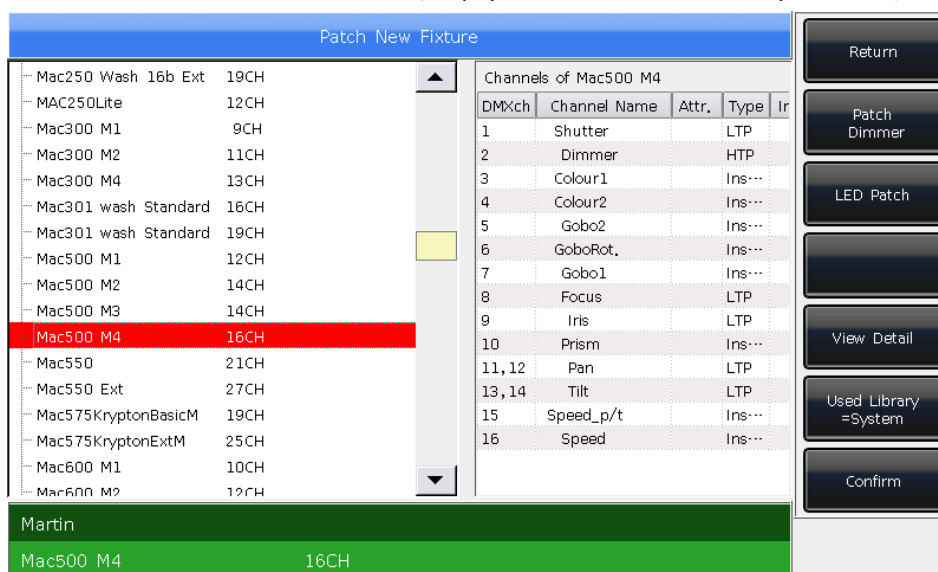 Patch New Fixture
Mac250 Wash 16b Ext 19CH
MAC250Lite 12CH
Mac300 M1 9CH
Mac300 M2 11CH
Mac300 M4 13CH
Mac301 wash Standard 16CH
Mac301 wash Standard 19CH
Mac500 M1 12CH
Mac500 M2 14CH
Mac500 M3 14CH
Mac500 M4 16CH
Mac550 21CH
Mac550 Ext 27CH
Mac575KryptonBasicM 19CH
Mac575KryptonExtM 25CH
Mac600 M1 10CH
Mac600 M2 12CH
Channels of Mac500 M4
DMXch Channel Name Attr. Type Ir
1 Shutter LTP
2 Dimmer HTP
3 Colour1 Ins···
4 Colour2 Ins···
5 Gobo2 Ins···
6 GoboRot. Ins···
7 Gobo1 Ins···
8 Focus LTP
9 Iris LTP
10 Prism Ins···
11,12 Pan LTP
13,14 Tilt LTP
15 Speed_p/t Ins···
16 Speed Ins···
Martin
Mac500 M4 16CH
Return
Patch
Dimmer
LED Patch
View Detail
Used Library
=System
Confirm